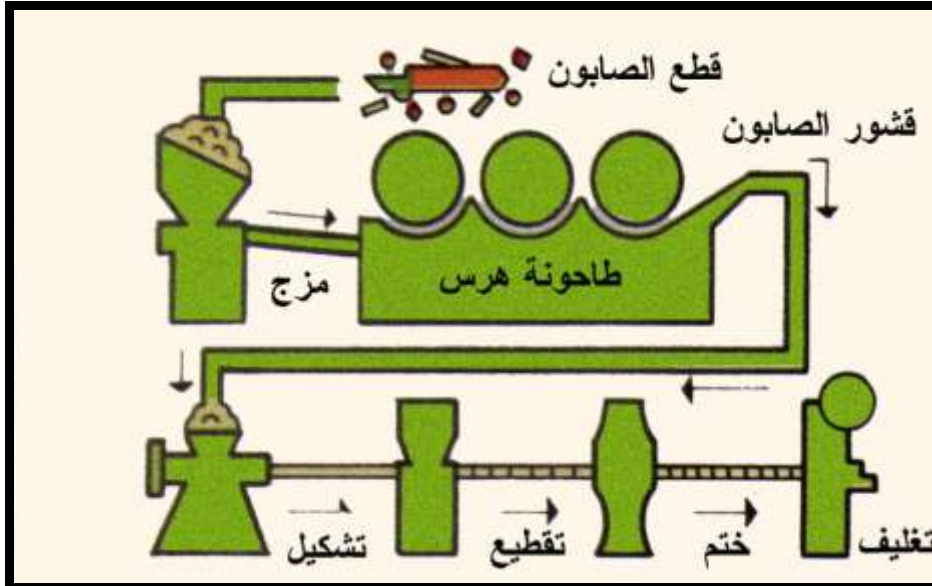 قطع الصابون
قشور الصابون
طاحونة هرس
مزج
تشكيل
تقطيع
ختم
تغليف